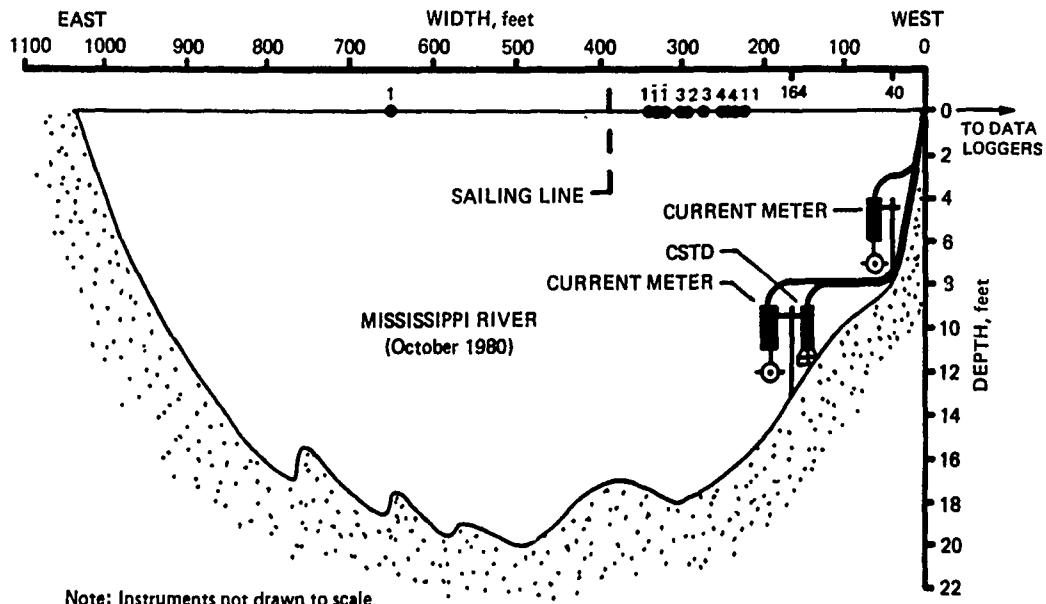 EAST WIDTH, feet WEST
1100 1000 900 800 700 600 500 400 300 200 100 0
1 1 1 1 3 2 3 4 4 1 1 164 40
0
TO DATA
LOGGERS
2
SAILING LINE
4
CURRENT METER
6
CSTD
CURRENT METER
8
MISSISSIPPI RIVER
(October 1980)
10
DEPTH, feet
12
14
16
18
20
22
Note: Instruments not drawn to scale